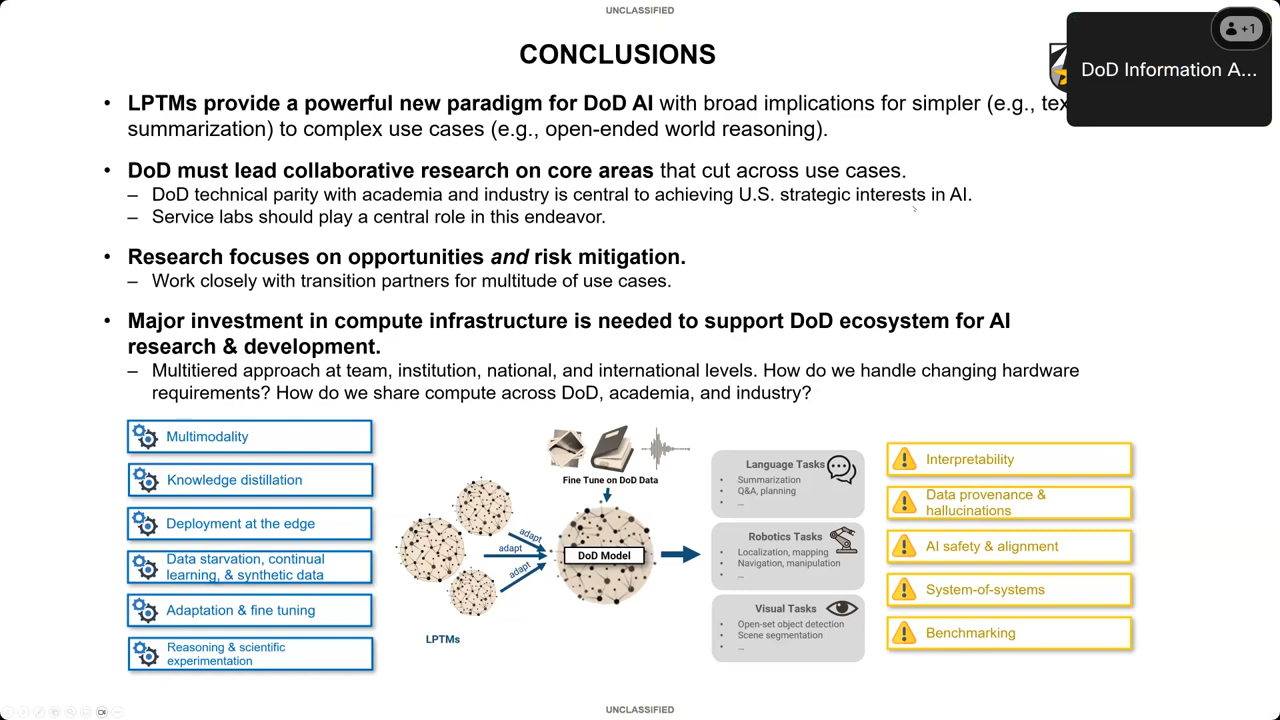 UNCLASSIFIED
CONCLUSIONS
+1
DoD Information A...
• LPTMs provide a powerful new paradigm for DoD AI with broad implications for simpler (e.g.,
summarization) to complex use cases (e.g., open-ended world reasoning).
• DoD must lead collaborative research on core areas that cut across use cases.
– DoD technical parity with academia and industry is central to achieving U.S. strategic interests in AI.
– Service labs should play a central role in this endeavor.
• Research focuses on opportunities and risk mitigation.
– Work closely with transition partners for multitude of use cases.
• Major investment in compute infrastructure is needed to support DoD ecosystem for AI
research & development.
– Multitiered approach at team, institution, national, and international levels. How do we handle changing hardware
requirements? How do we share compute across DoD, academia, and industry?
Multimodality
Knowledge distillation
Deployment at the edge
Data starvation, continual
learning, & synthetic data
Adaptation & fine tuning
Reasoning & scientific
experimentation
Fine Tune on DoD Data
adapt
adapt
adapt
DoD Model
LPTMs
Language Tasks
• Summarization
• Q&A, planning
• ...
Robotics Tasks
• Localization, mapping
• Navigation, manipulation
• ...
Visual Tasks
• Open-set object detection
• Scene segmentation
• ...
Interpretability
Data provenance &
hallucinations
AI safety & alignment
System-of-systems
Benchmarking
UNCLASSIFIED